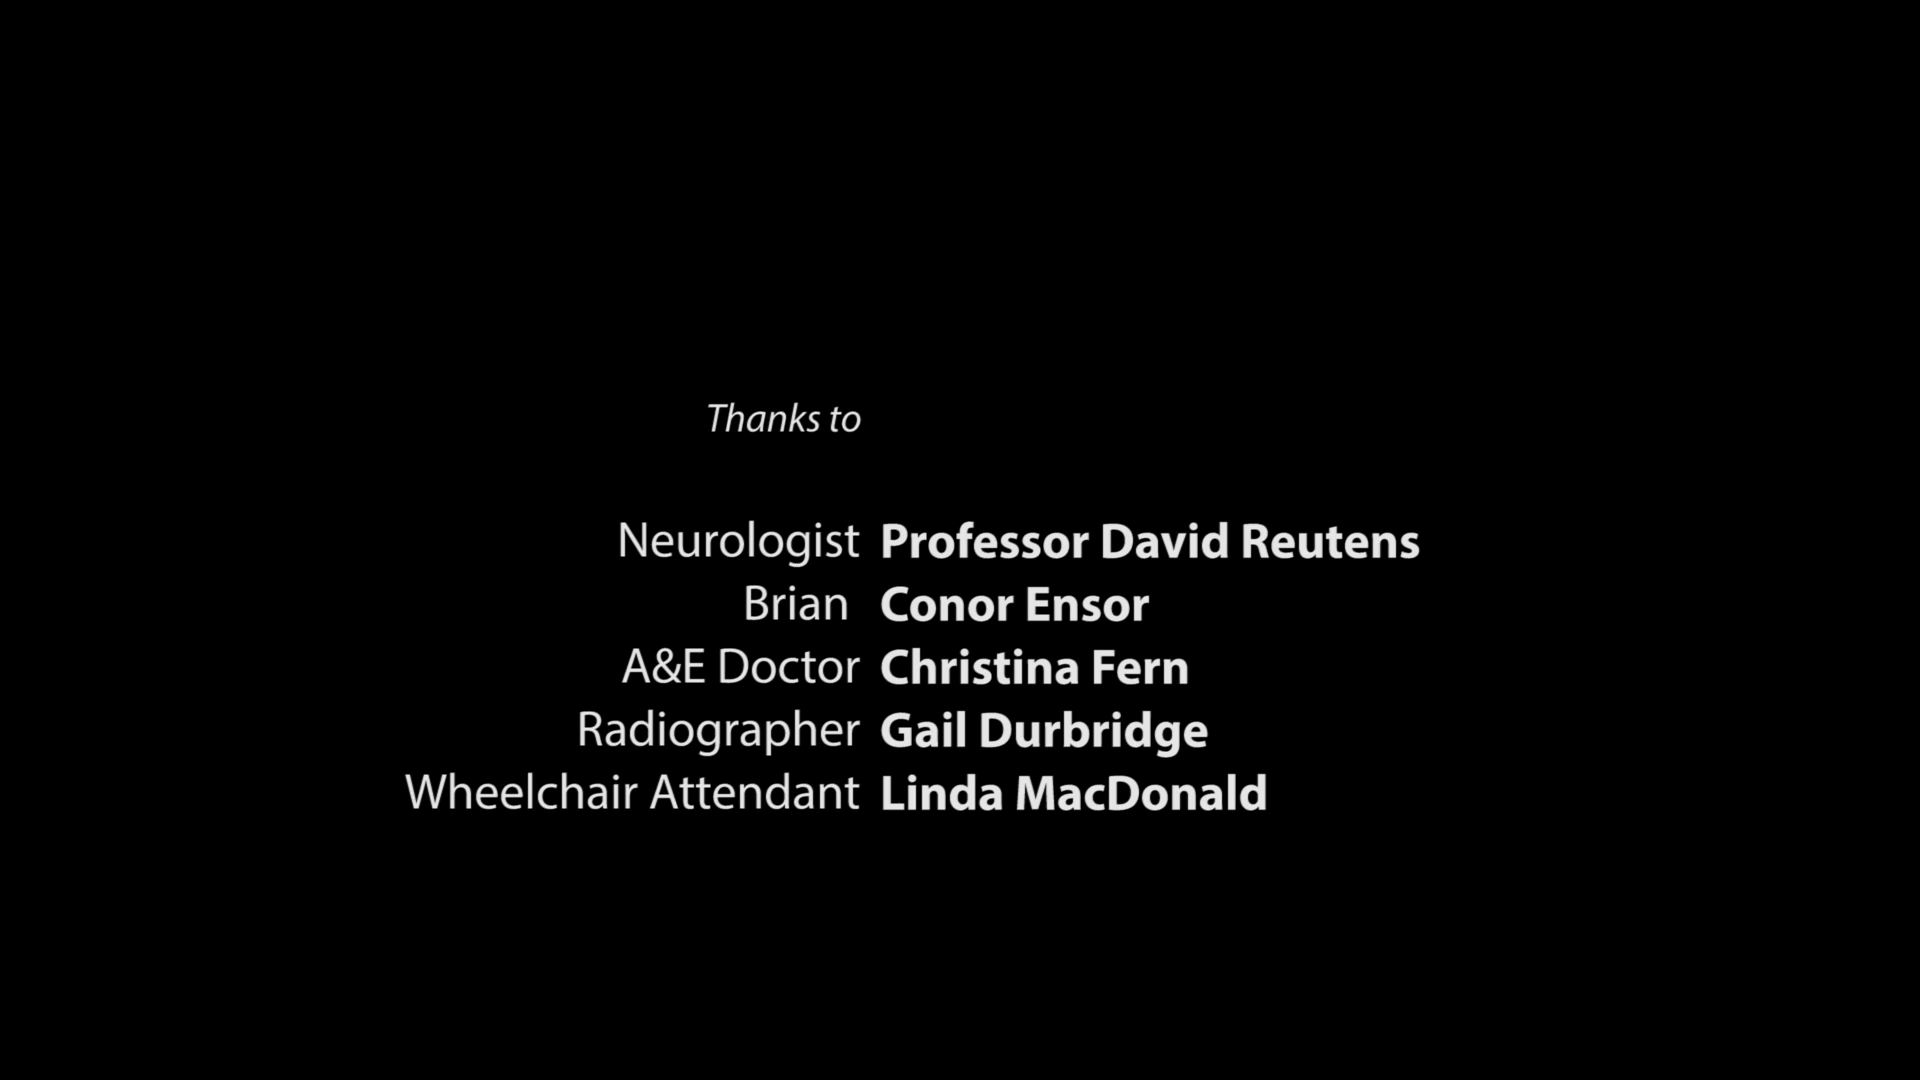 Thanks to
Neurologist Professor David Reutens
Brian Conor Ensor
A&E Doctor Christina Fern
Radiographer Gail Durbridge
Wheelchair Attendant Linda MacDonald